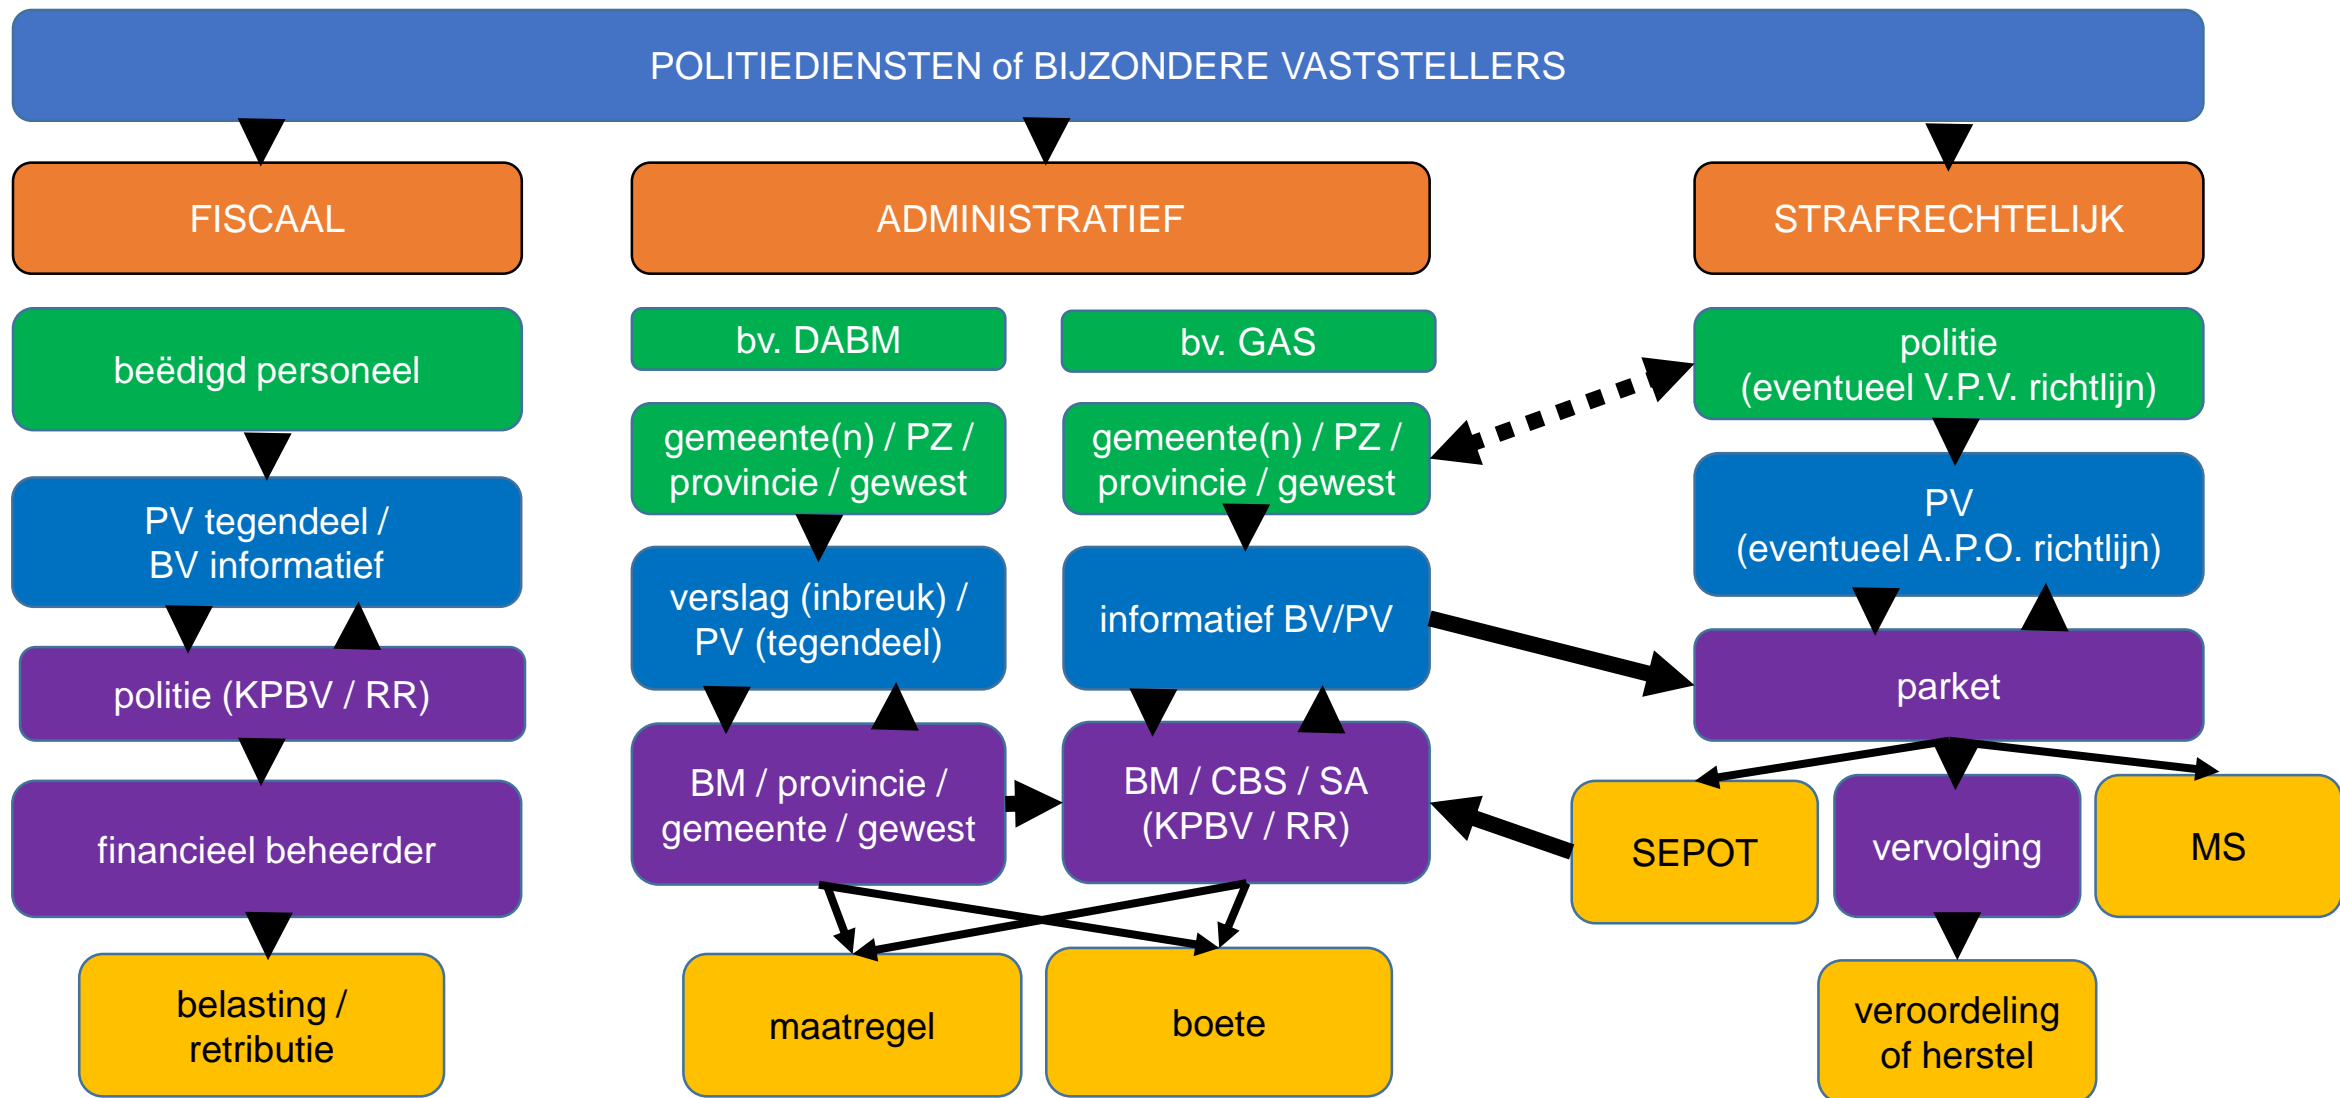 POLITIEDIENSTEN of BIJZONDERE VASTSTELLERS
FISCAAL
ADMINISTRATIEF
STRAFRECHTELIJK
beëdigd personeel
PV tegendeel /
BV informatief
politie (KPBV / RR)
financieel beheerder
belasting /
retributie
bv. DABM
gemeente(n) / PZ /
provincie / gewest
verslag (inbreuk) /
PV (tegendeel)
BM / provincie /
gemeente / gewest
bv. GAS
gemeente(n) / PZ /
provincie / gewest
informatief BV/PV
BM / CBS / SA
(KPBV / RR)
maatregel
boete
politie
(eventueel V.P.V. richtlijn)
PV
(eventueel A.P.O. richtlijn)
parket
SEPOT
vervolging
MS
veroordeling
of herstel